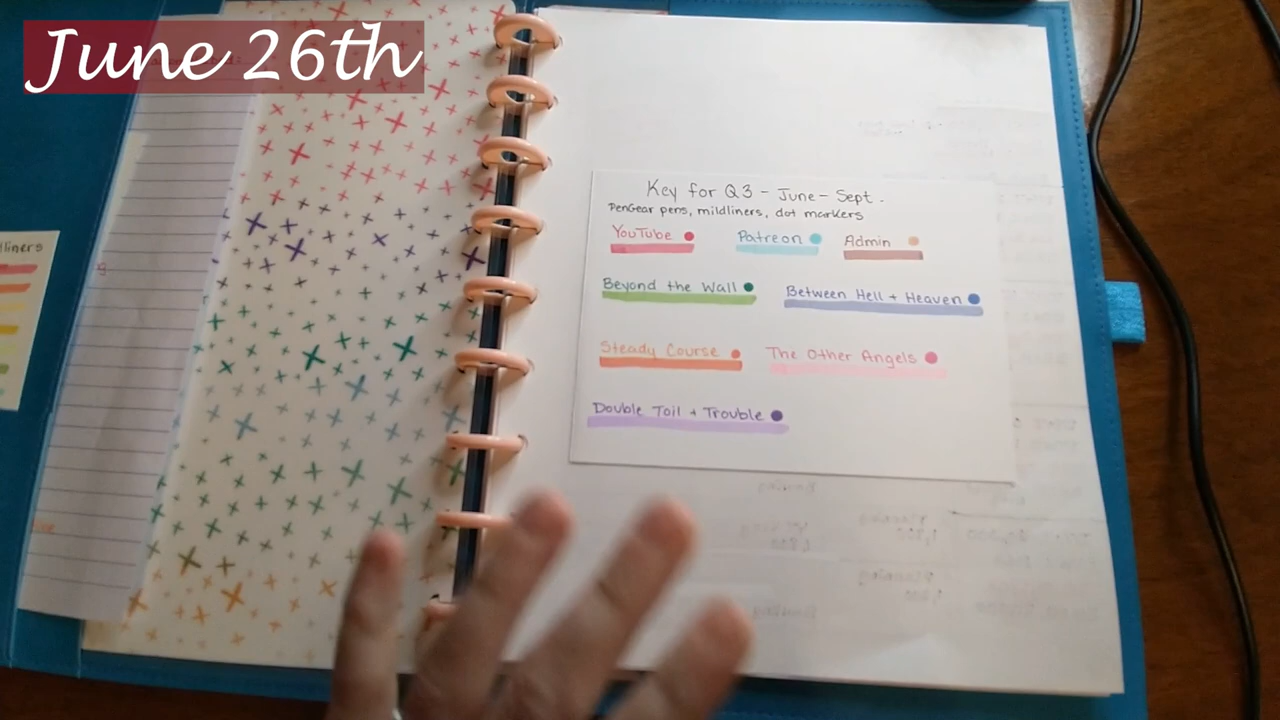 June 26th
Key for Q3 - June - Sept.
PenGear pens, mildliners, dot markers
YouTube Patreon Admin
Beyond the Wall Between Hell + Heaven
Steady Course The Other Angels
Double Toil + Trouble